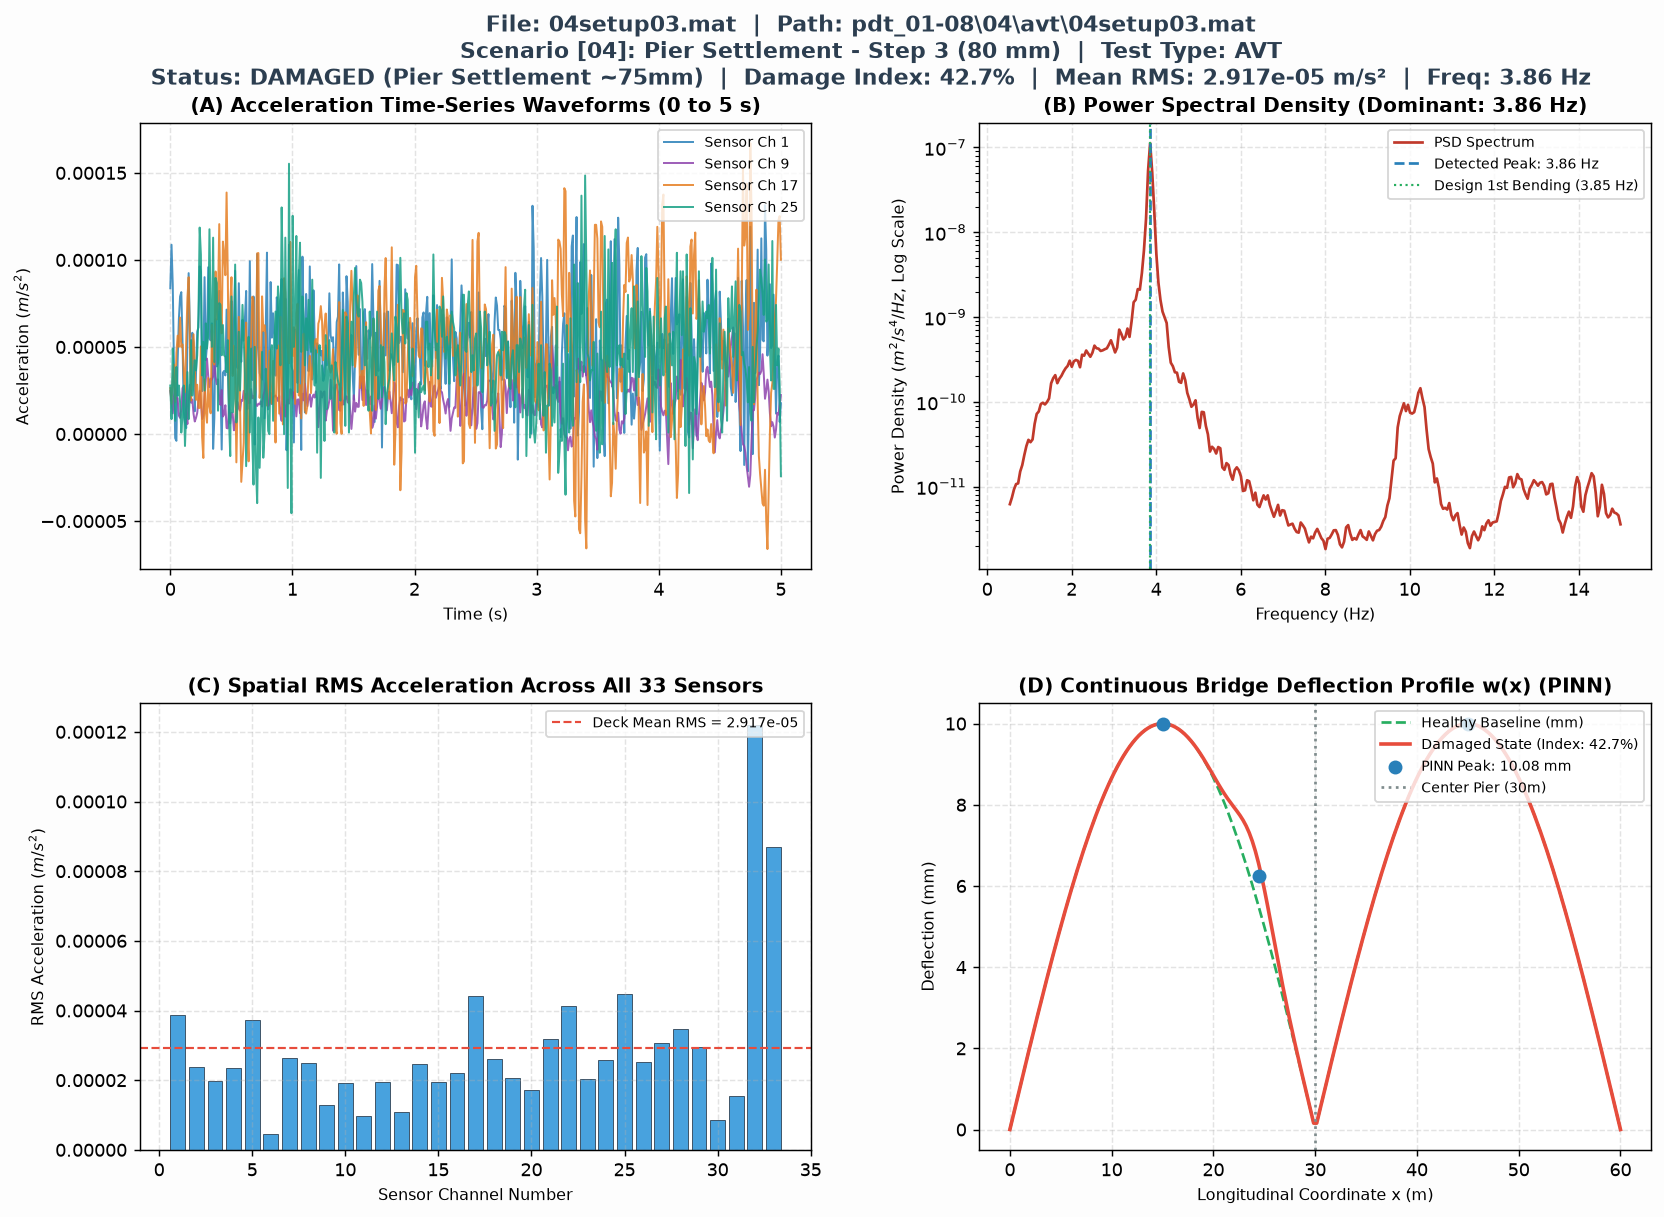 File: 04setup03.mat | Path: pdt_01-08\04\avt\04setup03.mat
Scenario [04]: Pier Settlement - Step 3 (80 mm) | Test Type: AVT
Status: DAMAGED (Pier Settlement ~75mm) | Damage Index: 42.7% | Mean RMS: 2.917e-05 m/s² | Freq: 3.86 Hz
(A) Acceleration Time-Series Waveforms (0 to 5 s)
Sensor Ch 1
Sensor Ch 9
Sensor Ch 17
Sensor Ch 25
0.00015
0.00010
0.00005
0.00000
−0.00005
Acceleration (m/s²)
0 1 2 3 4 5
Time (s)
(B) Power Spectral Density (Dominant: 3.86 Hz)
PSD Spectrum
Detected Peak: 3.86 Hz
Design 1st Bending (3.85 Hz)
10⁻⁷
10⁻⁸
10⁻⁹
10⁻¹⁰
10⁻¹¹
Power Density (m²/s⁴/Hz, Log Scale)
0 2 4 6 8 10 12 14
Frequency (Hz)
(C) Spatial RMS Acceleration Across All 33 Sensors
Deck Mean RMS = 2.917e-05
0.00012
0.00010
0.00008
0.00006
0.00004
0.00002
0.00000
RMS Acceleration (m/s²)
0 5 10 15 20 25 30 35
Sensor Channel Number
(D) Continuous Bridge Deflection Profile w(x) (PINN)
Healthy Baseline (mm)
Damaged State (Index: 42.7%)
PINN Peak: 10.08 mm
Center Pier (30m)
10
8
6
4
2
0
Deflection (mm)
0 10 20 30 40 50 60
Longitudinal Coordinate x (m)